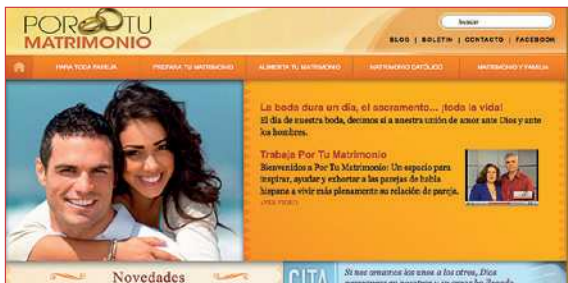 POR TU
MATRIMONIO
buscar
BLOG | BOLETIN | CONTACTO | FACEBOOK
PARA TODA PAREJA PREPARA TU MATRIMONIO ALIMENTA TU MATRIMONIO MATRIMONIO CATÓLICO MATRIMONIO Y FAMILIA
La boda dura un día, el sacramento... ¡toda la vida!
El día de nuestra boda, decimos sí a nuestra unión de amor ante Dios y ante
los hombres.
Trabaja Por Tu Matrimonio
Bienvenidos a Por Tu Matrimonio: Un espacio para
inspirar, ayudar y exhortar a las parejas de habla
hispana a vivir más plenamente su relación de pareja.
Novedades
CITA
Si nos amamos los unos a los otros, Dios